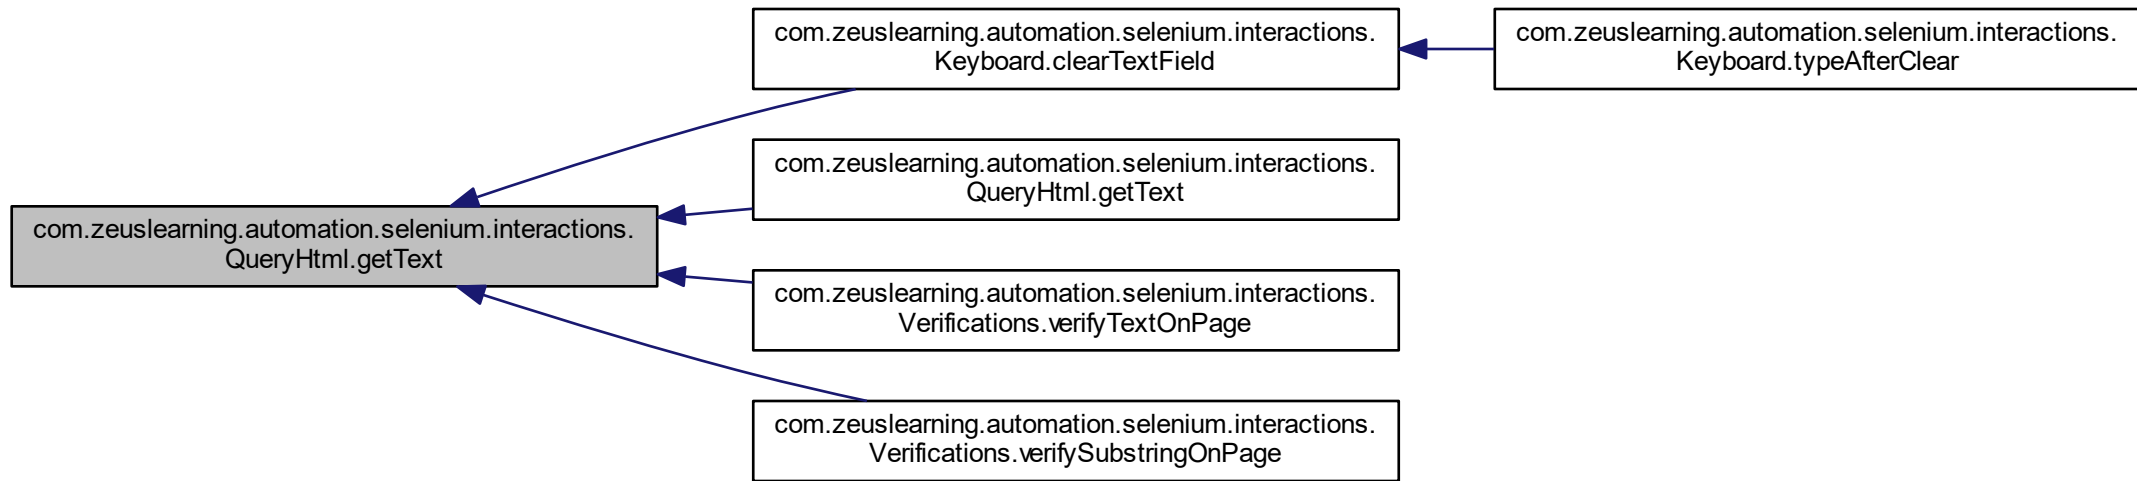 com.zeuslearning.automation.selenium.interactions.
Keyboard.clearTextField
com.zeuslearning.automation.selenium.interactions.
Keyboard.typeAfterClear
com.zeuslearning.automation.selenium.interactions.
QueryHtml.getText
com.zeuslearning.automation.selenium.interactions.
QueryHtml.getText
com.zeuslearning.automation.selenium.interactions.
Verifications.verifyTextOnPage
com.zeuslearning.automation.selenium.interactions.
Verifications.verifySubstringOnPage